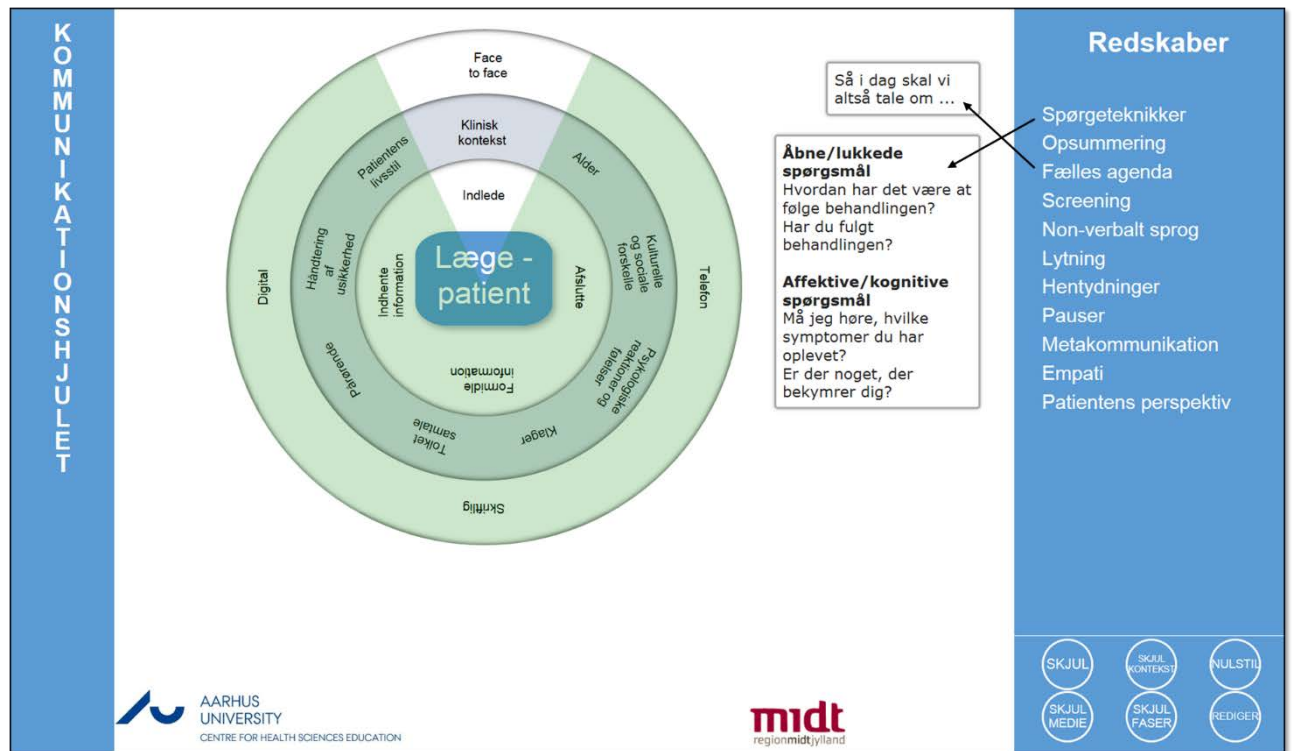 KOMMUNIKATIONSHJULET
Face
to face
Klinisk
kontekst
Indlede
Læge -
patient
Patientens
livsstil
Alder
Håndtering
af
usikkerhed
Kulturelle
og sociale
forskelle
Digital
Indhente
information
Afslutte
Telefon
Pårørende
Formidle
information
Psykologiske
reaktioner og
følelser
Tolket
samtale
Klager
Skriftlig
Så i dag skal vi
altså tale om ...
Åbne/lukkede
spørgsmål
Hvordan har det være at
følge behandlingen?
Har du fulgt
behandlingen?
Affektive/kognitive
spørgsmål
Må jeg høre, hvilke
symptomer du har
oplevet?
Er der noget, der
bekymrer dig?
Redskaber
Spørgeteknikker
Opsummering
Fælles agenda
Screening
Non-verbalt sprog
Lytning
Hentydninger
Pauser
Metakommunikation
Empati
Patientens perspektiv
SKJUL
SKJUL
KONTEKST
NULSTIL
SKJUL
MEDIE
SKJUL
FASER
REDIGER
AARHUS
UNIVERSITY
CENTRE FOR HEALTH SCIENCES EDUCATION
midt
regionmidtjylland